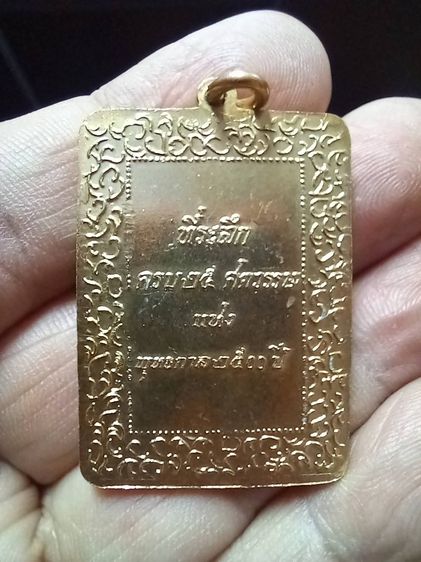 ที่ระลึก
ครบ ๒๕ ศตวรรษ
แห่ง
พุทธกาล ๒๕๐๐ ปี